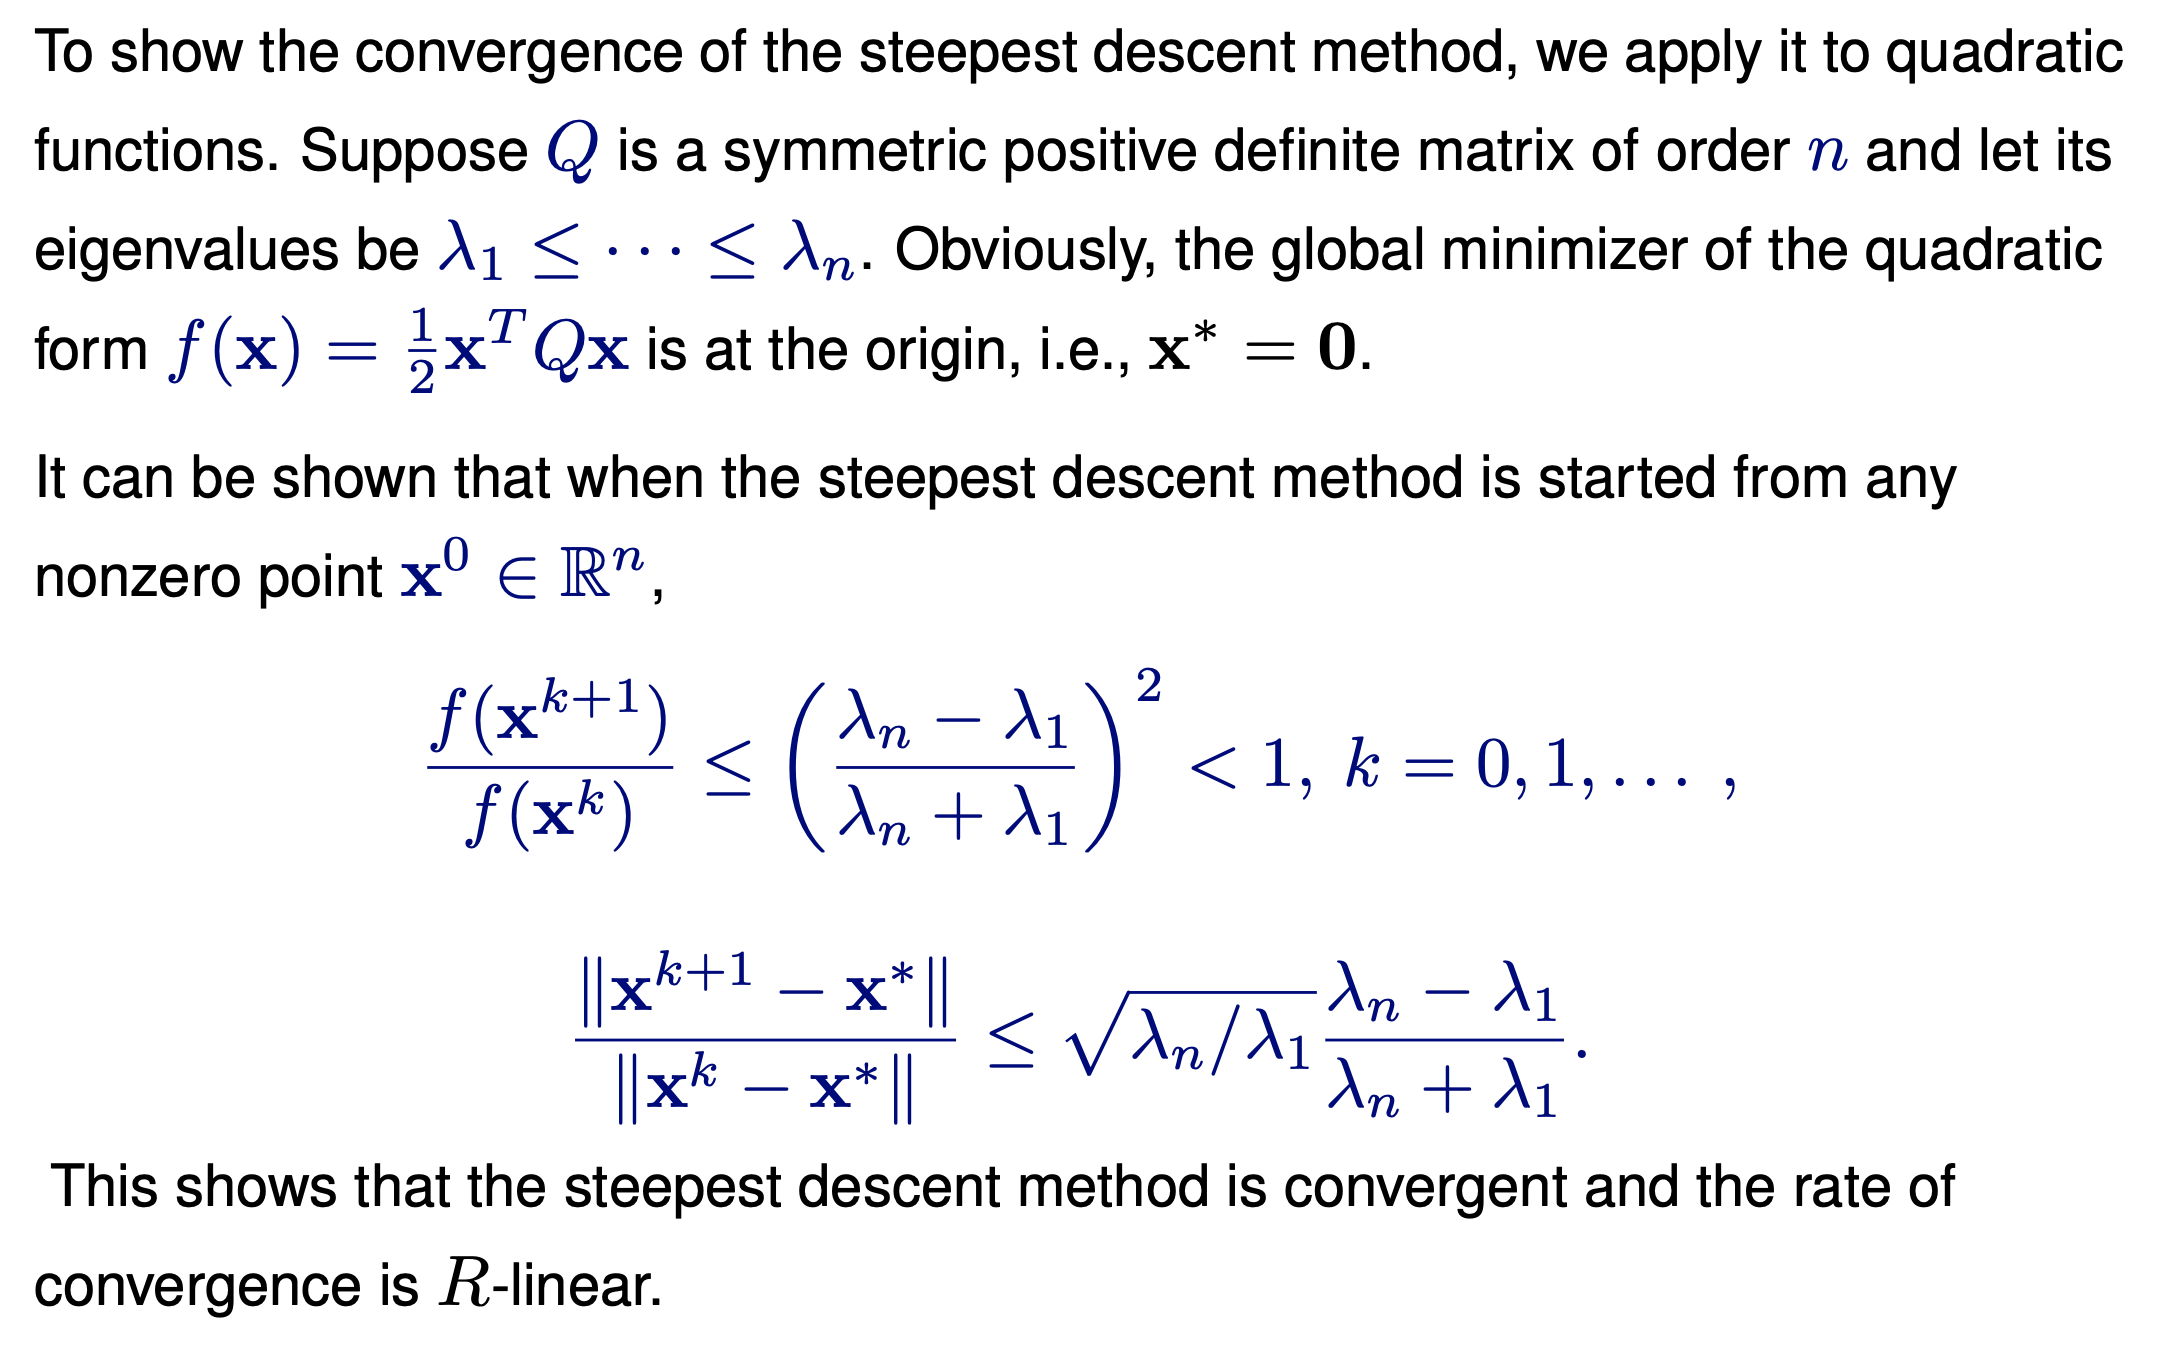 To show the convergence of the steepest descent method, we apply it to quadratic
functions. Suppose $Q$ is a symmetric positive definite matrix of order $n$ and let its
eigenvalues be $\lambda_1 \leq \cdots \leq \lambda_n$. Obviously, the global minimizer of the quadratic
form $f(\mathbf{x}) = \frac{1}{2}\mathbf{x}^T Q\mathbf{x}$ is at the origin, i.e., $\mathbf{x}^* = \mathbf{0}$.
It can be shown that when the steepest descent method is started from any
nonzero point $\mathbf{x}^0 \in \mathbb{R}^n$,
$\frac{f(\mathbf{x}^{k+1})}{f(\mathbf{x}^k)} \leq \left(\frac{\lambda_n - \lambda_1}{\lambda_n + \lambda_1}\right)^2 < 1, \; k = 0, 1, \ldots \, ,$
$\frac{\|\mathbf{x}^{k+1} - \mathbf{x}^*\|}{\|\mathbf{x}^k - \mathbf{x}^*\|} \leq \sqrt{\lambda_n/\lambda_1} \frac{\lambda_n - \lambda_1}{\lambda_n + \lambda_1}.$
This shows that the steepest descent method is convergent and the rate of
convergence is $R$-linear.